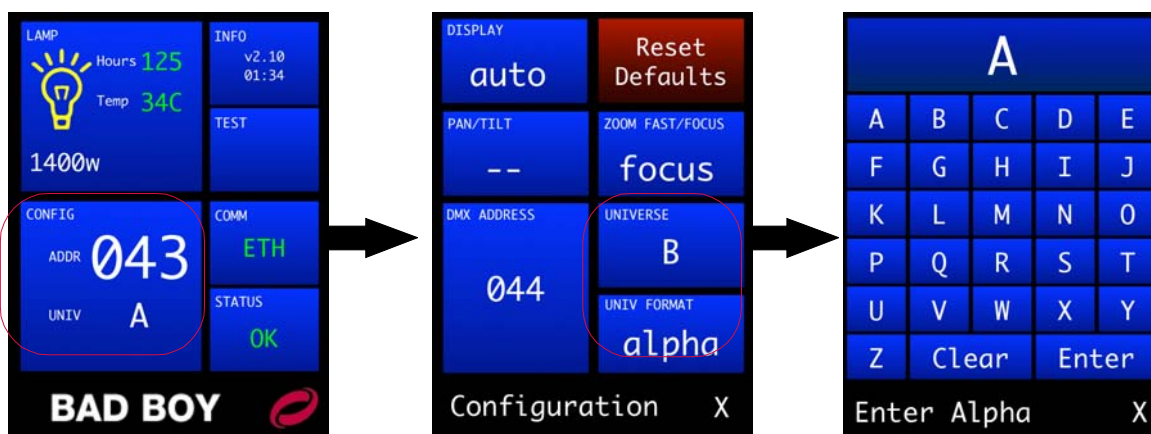 LAMP
Hours 125
Temp 34C
1400w
INFO
v2.10
01:34
TEST
CONFIG
ADDR 043
UNIV A
COMM
ETH
STATUS
OK
BAD BOY
DISPLAY
auto
Reset
Defaults
PAN/TILT
--
ZOOM FAST/FOCUS
focus
DMX ADDRESS
044
UNIVERSE
B
UNIV FORMAT
alpha
Configuration X
A
A B C D E
F G H I J
K L M N O
P Q R S T
U V W X Y
Z Clear Enter
Enter Alpha X